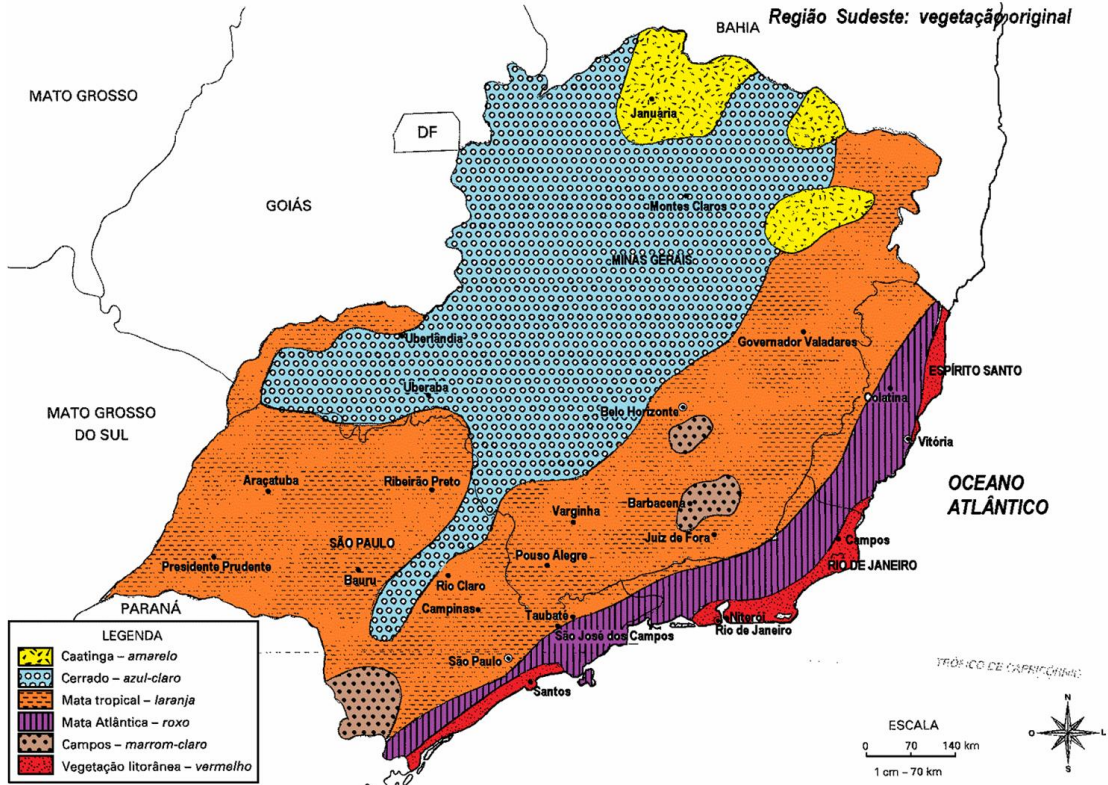 Região Sudeste: vegetação original
BAHIA
MATO GROSSO
Januária
DF
GOIÁS
Montes Claros
MINAS GERAIS
Uberlândia
Governador Valadares
ESPÍRITO SANTO
Uberaba
Colatina
MATO GROSSO
DO SUL
Belo Horizonte
Vitória
Araçatuba
Ribeirão Preto
OCEANO
ATLÂNTICO
Barbacena
Varginha
Juiz de Fora
Campos
SÃO PAULO
Pouso Alegre
Presidente Prudente
RIO DE JANEIRO
Bauru
Rio Claro
PARANÁ
Campinas
Taubaté
Niterói
Rio de Janeiro
São José dos Campos
São Paulo
TRÓPICO DE CAPRICÓRNIO
Santos
LEGENDA
Caatinga – amarelo
Cerrado – azul-claro
Mata tropical – laranja
Mata Atlântica – roxo
Campos – marrom-claro
Vegetação litorânea – vermelho
ESCALA
0 70 140 km
1 cm – 70 km
N
O L
S